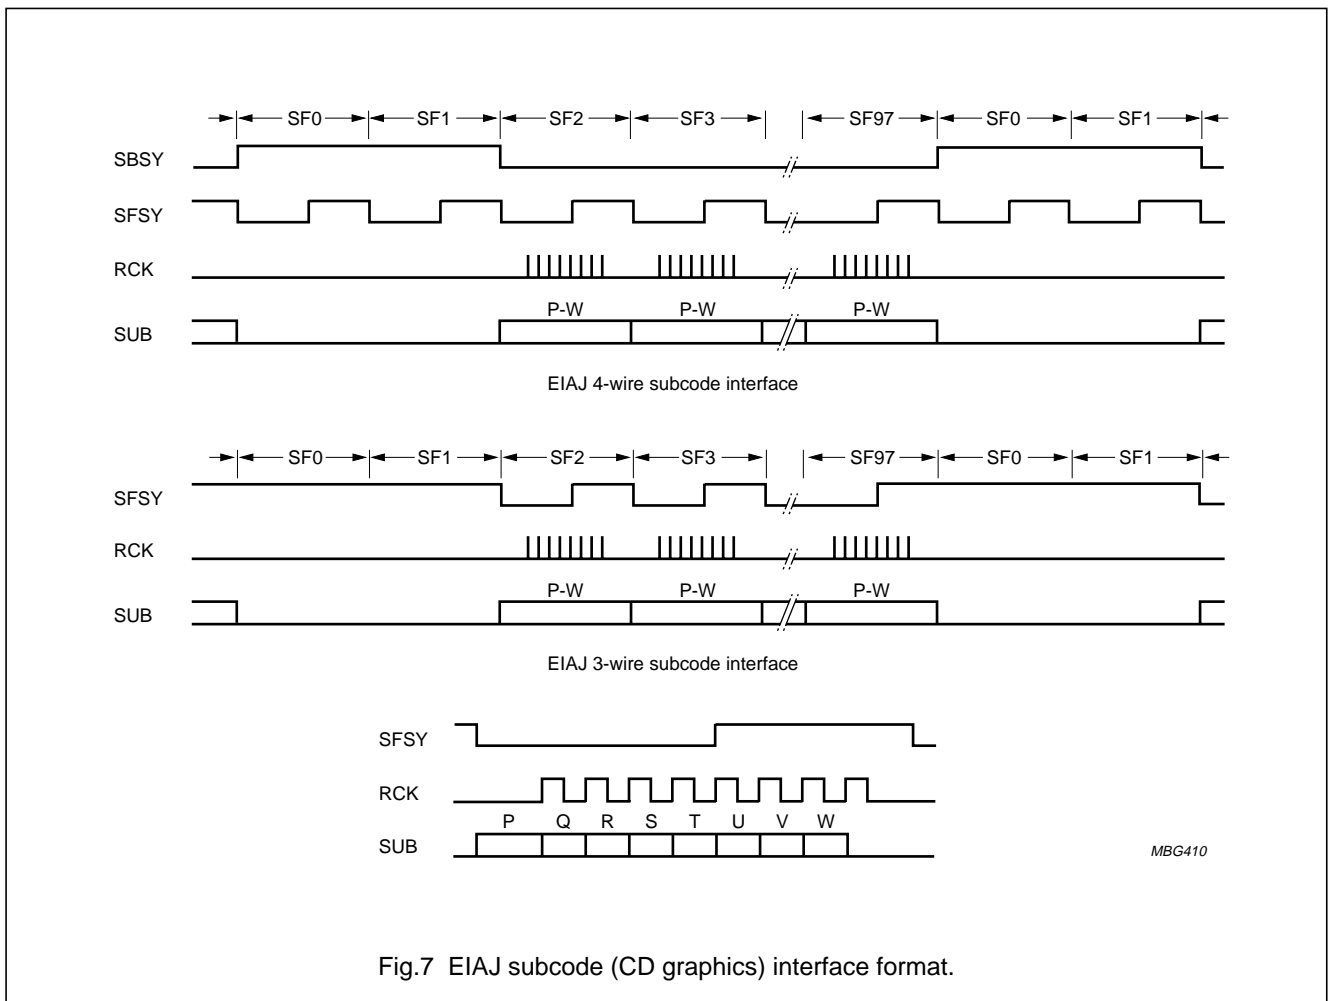 SF0 SF1 SF2 SF3 SF97 SF0 SF1
SBSY
SFSY
RCK
P-W P-W P-W
SUB
EIAJ 4-wire subcode interface
SF0 SF1 SF2 SF3 SF97 SF0 SF1
SFSY
RCK
P-W P-W P-W
SUB
EIAJ 3-wire subcode interface
SFSY
RCK
P Q R S T U V W
SUB
MBG410
Fig.7 EIAJ subcode (CD graphics) interface format.